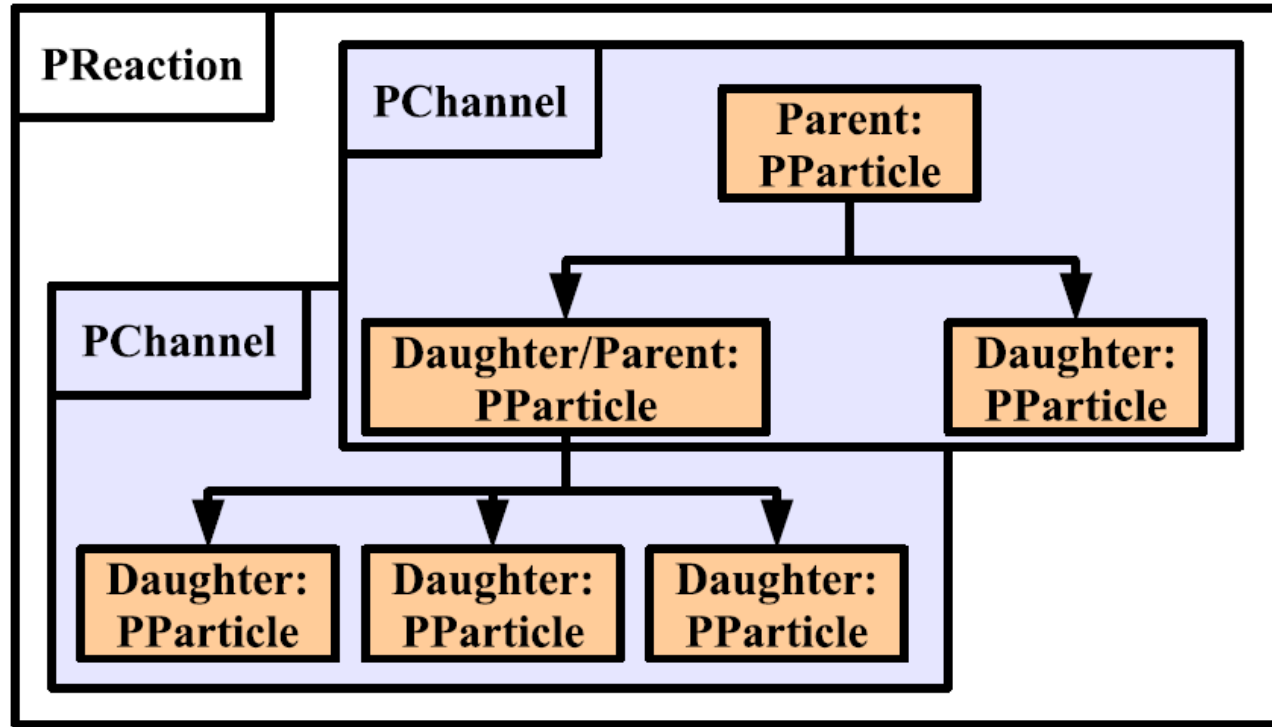 PReaction
PChannel
Parent:
PParticle
PChannel
Daughter/Parent:
PParticle
Daughter:
PParticle
Daughter:
PParticle
Daughter:
PParticle
Daughter:
PParticle